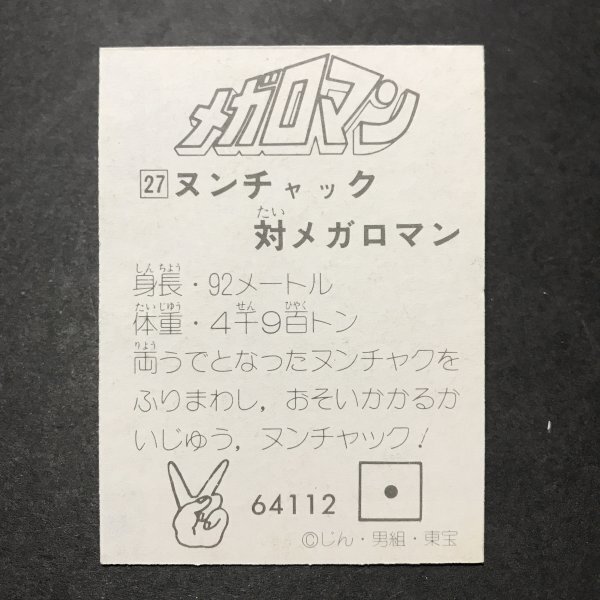 メガロマン
27 ヌンチャック
対メガロマン
たい
しんちょう
身長・92メートル
たいじゅう せん ひゃく
体重・4千9百トン
りょう
両うでとなったヌンチャクを
ふりまわし，おそいかかるか
いじゅう，ヌンチャック！
64112
©じん・男組・東宝